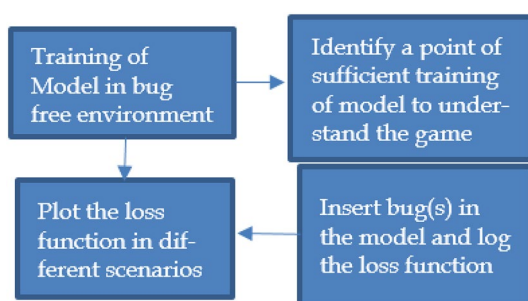 Training of
Model in bug
free environment
Identify a point of
sufficient training
of model to under-
stand the game
Plot the loss
function in dif-
ferent scenarios
Insert bug(s) in
the model and log
the loss function